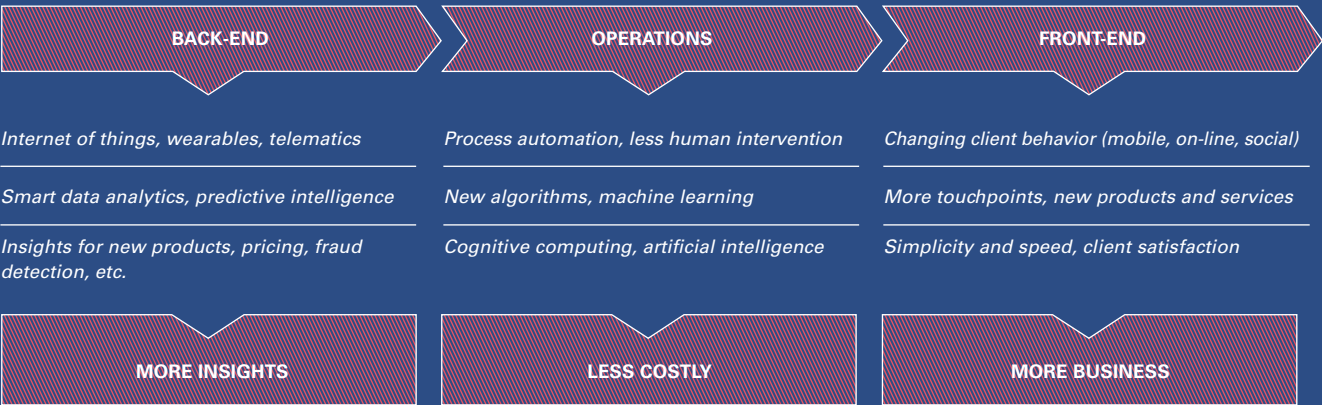 BACK-END
OPERATIONS
FRONT-END
Internet of things, wearables, telematics
Process automation, less human intervention
Changing client behavior (mobile, on-line, social)
Smart data analytics, predictive intelligence
New algorithms, machine learning
More touchpoints, new products and services
Insights for new products, pricing, fraud
detection, etc.
Cognitive computing, artificial intelligence
Simplicity and speed, client satisfaction
MORE INSIGHTS
LESS COSTLY
MORE BUSINESS